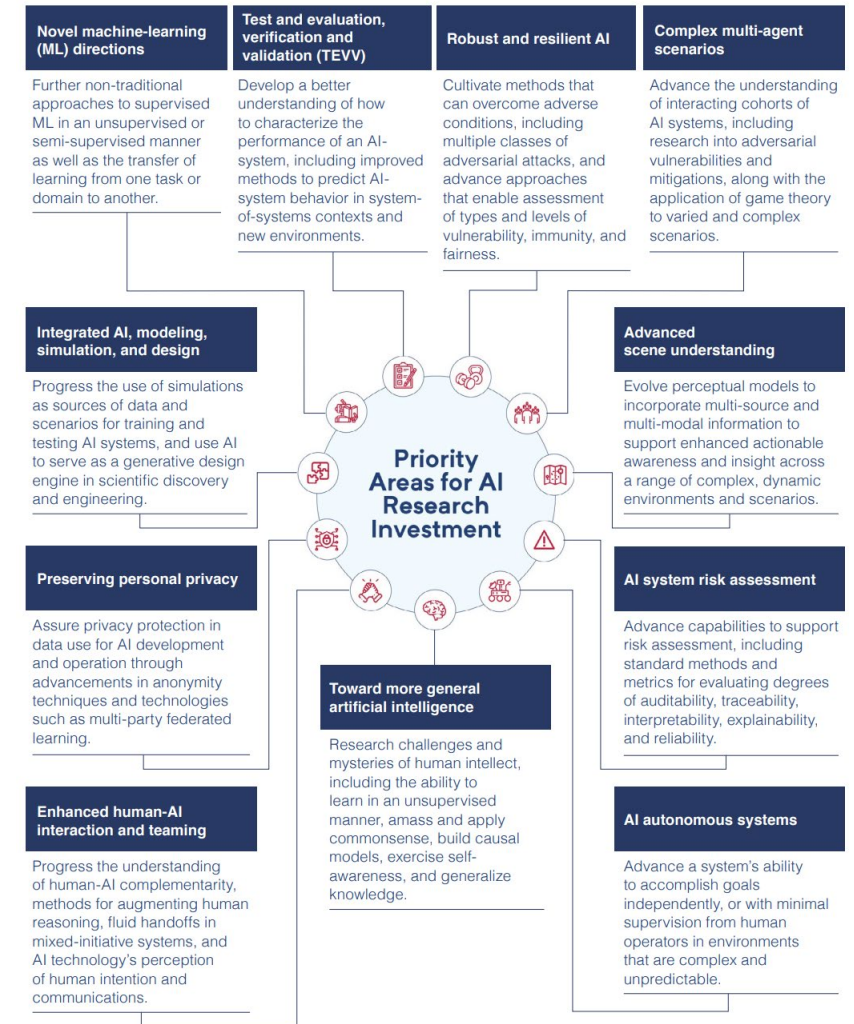 Novel machine-learning
(ML) directions
Further non-traditional
approaches to supervised
ML in an unsupervised or
semi-supervised manner
as well as the transfer of
learning from one task or
domain to another.
Test and evaluation,
verification and
validation (TEVV)
Develop a better
understanding of how
to characterize the
performance of an AI-
system, including improved
methods to predict AI-
system behavior in system-
of-systems contexts and
new environments.
Robust and resilient AI
Cultivate methods that
can overcome adverse
conditions, including
multiple classes of
adversarial attacks, and
advance approaches
that enable assessment
of types and levels of
vulnerability, immunity, and
fairness.
Complex multi-agent
scenarios
Advance the understanding
of interacting cohorts of
AI systems, including
research into adversarial
vulnerabilities and
mitigations, along with the
application of game theory
to varied and complex
scenarios.
Integrated AI, modeling,
simulation, and design
Progress the use of simulations
as sources of data and
scenarios for training and
testing AI systems, and use AI
to serve as a generative design
engine in scientific discovery
and engineering.
Priority
Areas for AI
Research
Investment
Advanced
scene understanding
Evolve perceptual models to
incorporate multi-source and
multi-modal information to
support enhanced actionable
awareness and insight across
a range of complex, dynamic
environments and scenarios.
Preserving personal privacy
Assure privacy protection in
data use for AI development
and operation through
advancements in anonymity
techniques and technologies
such as multi-party federated
learning.
AI system risk assessment
Advance capabilities to support
risk assessment, including
standard methods and
metrics for evaluating degrees
of auditability, traceability,
interpretability, explainability,
and reliability.
Toward more general
artificial intelligence
Research challenges and
mysteries of human intellect,
including the ability to
learn in an unsupervised
manner, amass and apply
commonsense, build causal
models, exercise self-
awareness, and generalize
knowledge.
Enhanced human-AI
interaction and teaming
Progress the understanding
of human-AI complementarity,
methods for augmenting human
reasoning, fluid handoffs in
mixed-initiative systems, and
AI technology's perception
of human intention and
communications.
AI autonomous systems
Advance a system's ability
to accomplish goals
independently, or with minimal
supervision from human
operators in environments
that are complex and
unpredictable.